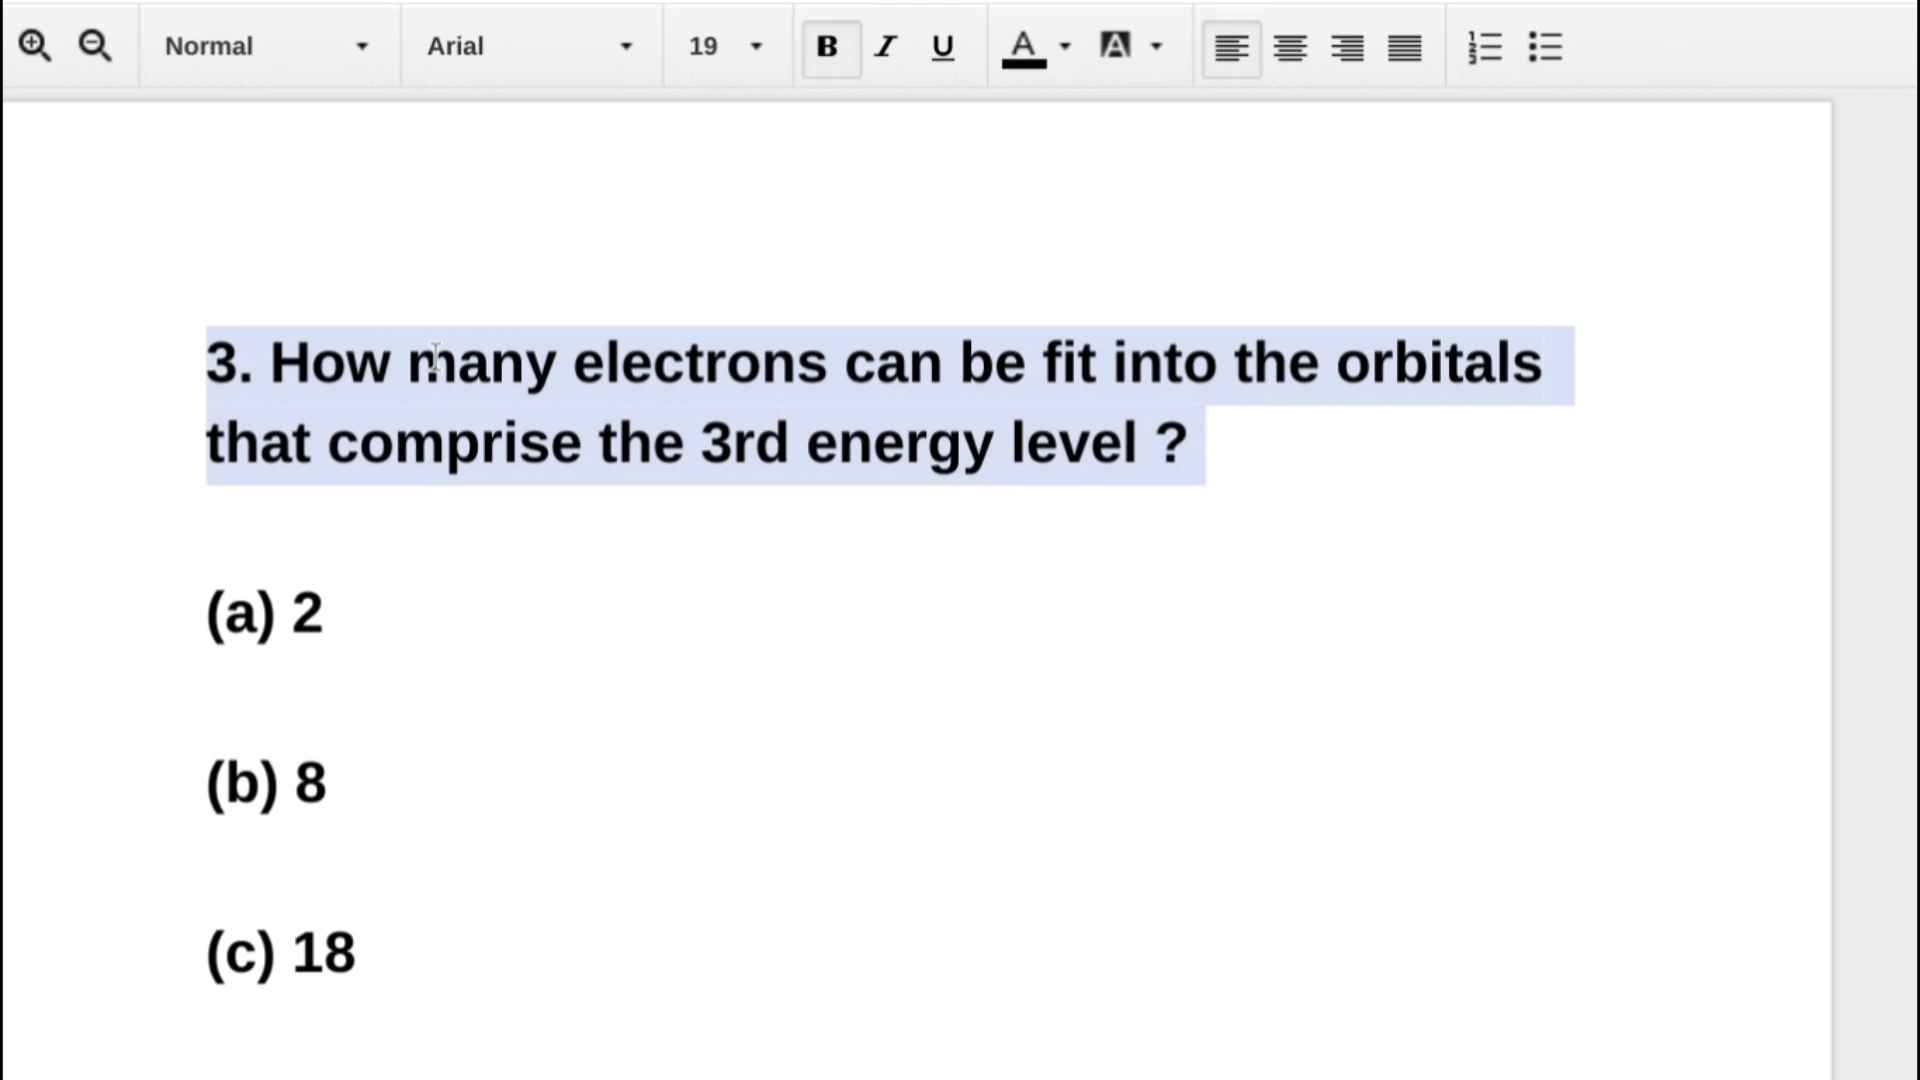 Normal Arial 19 B I U A A
3. How many electrons can be fit into the orbitals
that comprise the 3rd energy level ?
(a) 2
(b) 8
(c) 18